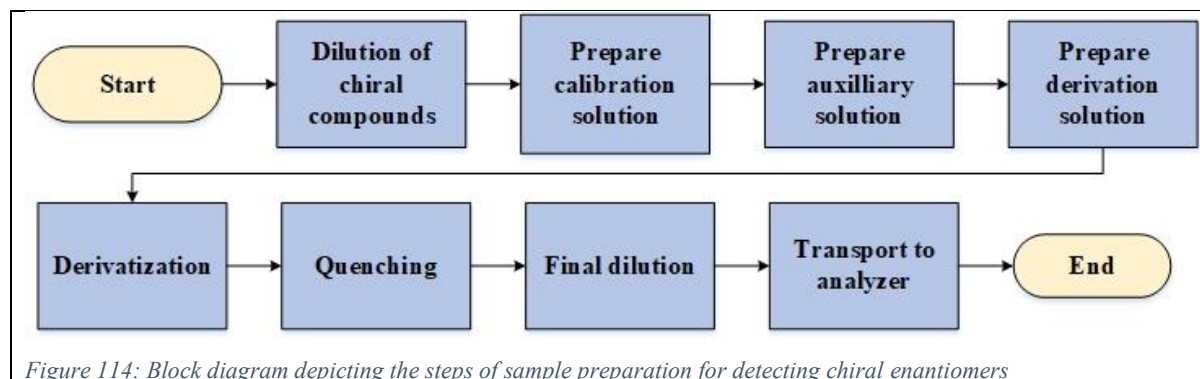 Start
Dilution of
chiral
compounds
Prepare
calibration
solution
Prepare
auxilliary
solution
Prepare
derivation
solution
Derivatization
Quenching
Final dilution
Transport to
analyzer
End
Figure 114: Block diagram depicting the steps of sample preparation for detecting chiral enantiomers